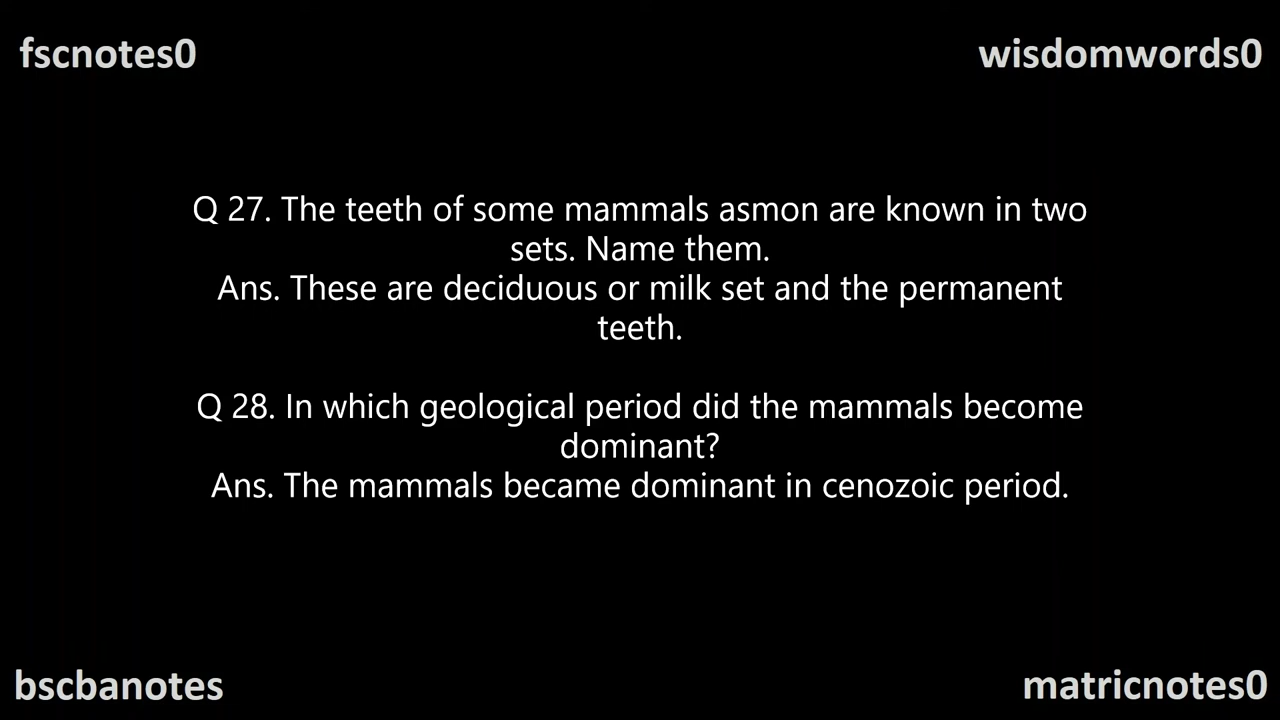 fscnotes0
wisdomwords0
Q 27. The teeth of some mammals asmon are known in two
sets. Name them.
Ans. These are deciduous or milk set and the permanent
teeth.
Q 28. In which geological period did the mammals become
dominant?
Ans. The mammals became dominant in cenozoic period.
bscbanotes
matricnotes0